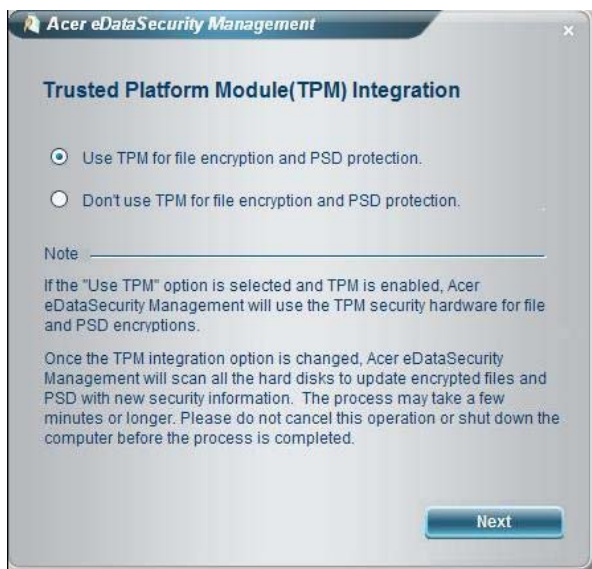 Acer eDataSecurity Management
Trusted Platform Module(TPM) Integration
Use TPM for file encryption and PSD protection.
Don't use TPM for file encryption and PSD protection.
Note
If the "Use TPM" option is selected and TPM is enabled, Acer
eDataSecurity Management will use the TPM security hardware for file
and PSD encryptions.
Once the TPM integration option is changed, Acer eDataSecurity
Management will scan all the hard disks to update encrypted files and
PSD with new security information. The process may take a few
minutes or longer. Please do not cancel this operation or shut down the
computer before the process is completed.
Next